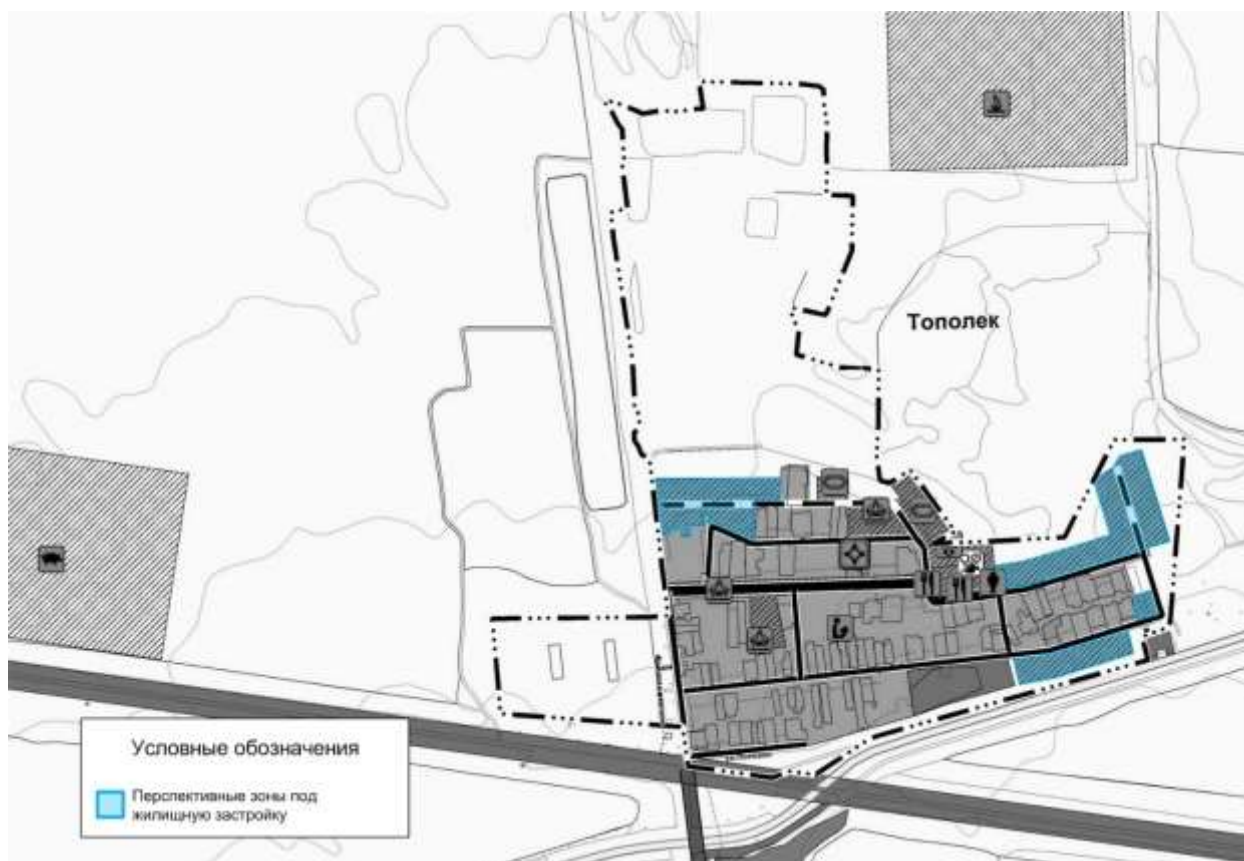 Тополек
Условные обозначения
Перспективные зоны под
жилищную застройку